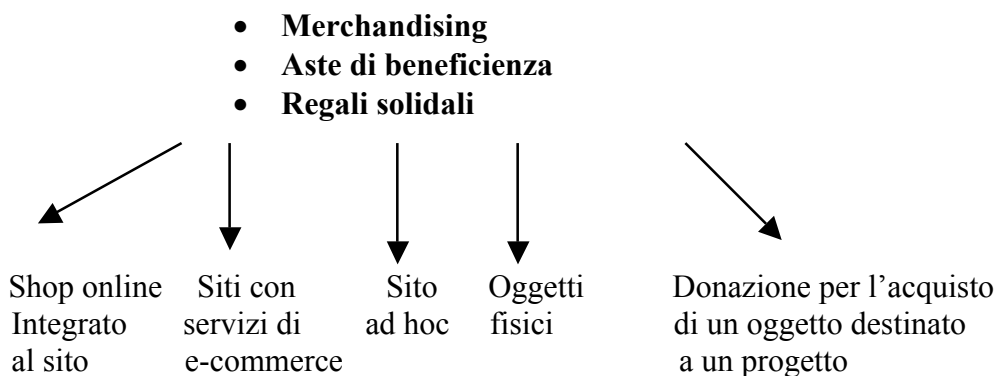 • Merchandising
• Aste di beneficienza
• Regali solidali
Shop online Siti con Sito Oggetti Donazione per l’acquisto
Integrato servizi di ad hoc fisici di un oggetto destinato
al sito e-commerce a un progetto